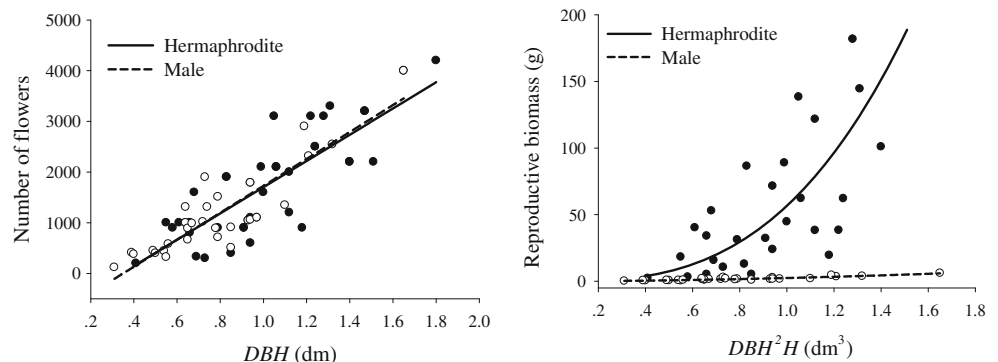 5000
4000
3000
2000
1000
0
Number of flowers
Hermaphrodite
Male
.2 .4 .6 .8 1.0 1.2 1.4 1.6 1.8 2.0
DBH (dm)
200
150
100
50
0
Reproductive biomass (g)
Hermaphrodite
Male
.2 .4 .6 .8 1.0 1.2 1.4 1.6 1.8
DBH²H (dm³)